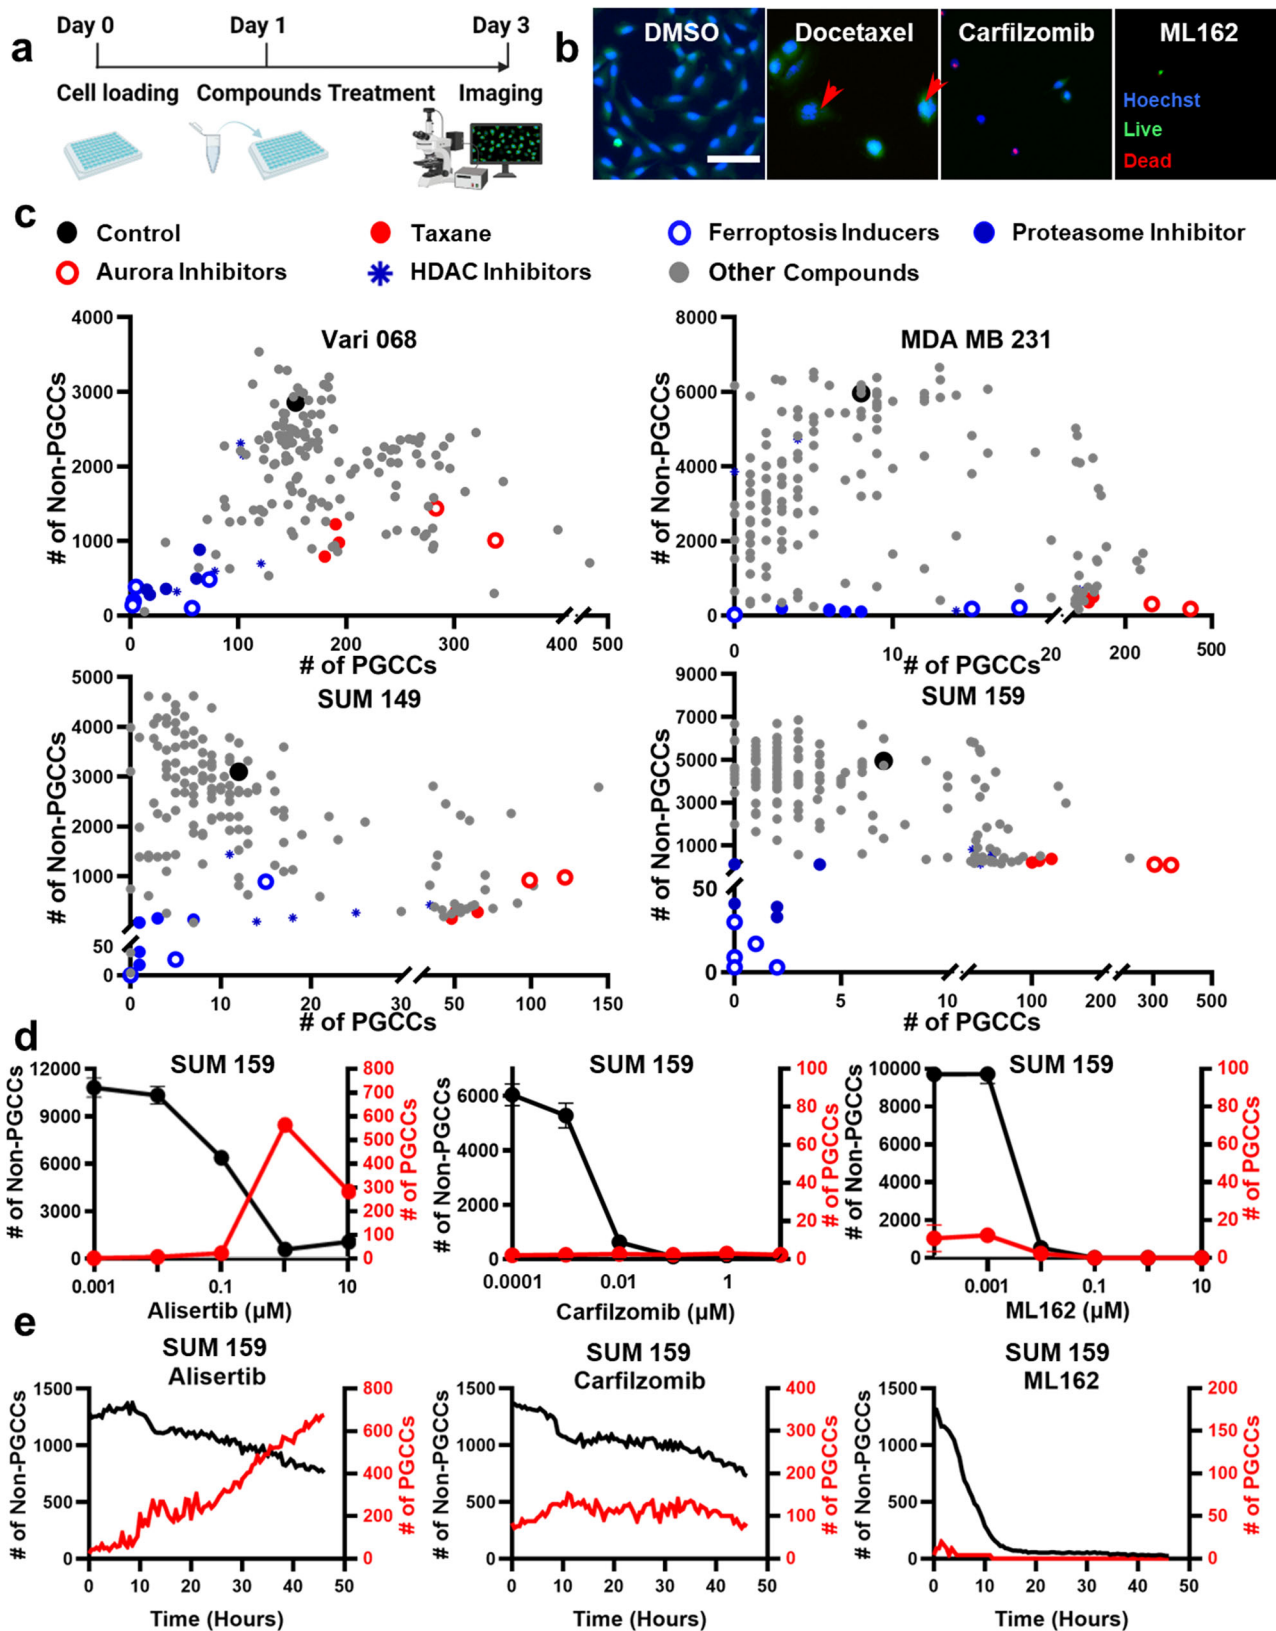 a
Day 0 Day 1 Day 3
Cell loading Compounds Treatment Imaging
b
DMSO Docetaxel Carfilzomib ML162
Hoechst
Live
Dead
c
Control Taxane Ferroptosis Inducers Proteasome Inhibitor
Aurora Inhibitors HDAC Inhibitors Other Compounds
Vari 068
# of Non-PGCCs
4000
3000
2000
1000
0
0 100 200 300 400 500
# of PGCCs
MDA MB 231
# of Non-PGCCs
8000
6000
4000
2000
0
0 10 20 200 500
# of PGCCs
SUM 149
# of Non-PGCCs
5000
4000
3000
2000
1000
50
0
0 10 20 30 50 100 150
# of PGCCs
SUM 159
# of Non-PGCCs
9000
7000
5000
3000
1000
50
0
0 5 10 100 200 300 500
# of PGCCs
d
SUM 159
# of Non-PGCCs
12000
9000
6000
3000
0
800
700
600
500
400
300
200
100
0
# of PGCCs
0.001 0.1 10
Alisertib (µM)
SUM 159
# of Non-PGCCs
6000
4000
2000
0
100
80
60
40
20
0
# of PGCCs
0.0001 0.01 1
Carfilzomib (µM)
SUM 159
# of Non-PGCCs
10000
8000
6000
4000
2000
0
100
80
60
40
20
0
# of PGCCs
0.001 0.1 10
ML162 (µM)
e
SUM 159
Alisertib
# of Non-PGCCs
1500
1000
500
0
800
600
400
200
0
# of PGCCs
0 10 20 30 40 50
Time (Hours)
SUM 159
Carfilzomib
# of Non-PGCCs
1500
1000
500
0
400
300
200
100
0
# of PGCCs
0 10 20 30 40 50
Time (Hours)
SUM 159
ML162
# of Non-PGCCs
1500
1000
500
0
200
150
100
50
0
# of PGCCs
0 10 20 30 40 50
Time (Hours)